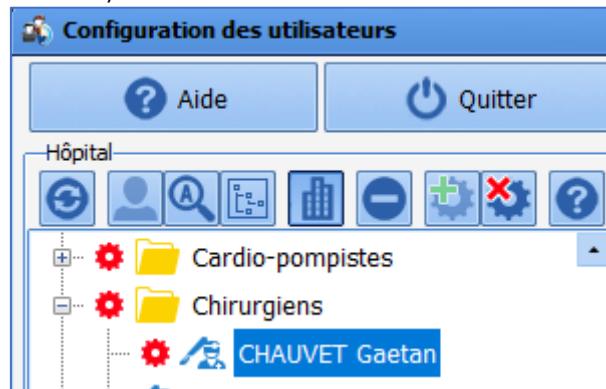 Configuration des utilisateurs
Aide
Quitter
Hôpital
Cardio-pompistes
Chirurgiens
CHAUVET Gaetan